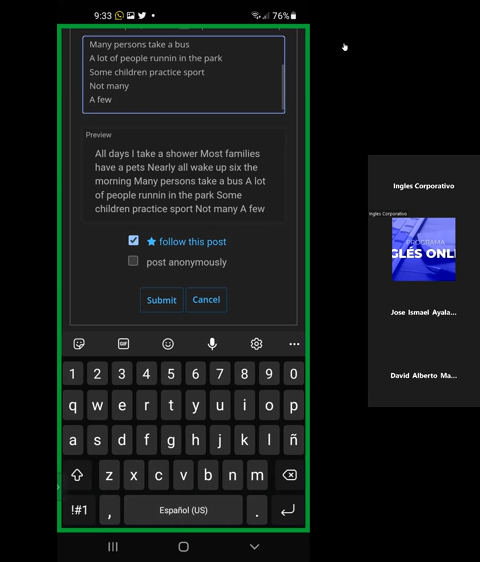 9:33
76%
Many persons take a bus
A lot of people runnin in the park
Some children practice sport
Not many
A few
Preview
All days I take a shower Most families
have a pets Nearly all wake up six the
morning Many persons take a bus A lot
of people runnin in the park Some
children practice sport Not many A few
follow this post
post anonymously
Submit Cancel
GIF
1 2 3 4 5 6 7 8 9 0
q w e r t y u i o p
a s d f g h j k l ñ
z x c v b n m
!#1 , Español (US) .
Ingles Corporativo
Ingles Corporativo
PROGRAMA
GLÉS ONLI
Jose Ismael Ayala...
David Alberto Ma...